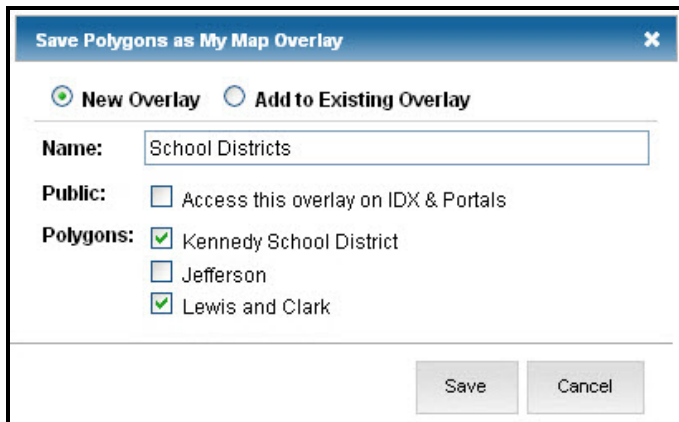 Save Polygons as My Map Overlay
New Overlay Add to Existing Overlay
Name: School Districts
Public: Access this overlay on IDX & Portals
Polygons: Kennedy School District
Jefferson
Lewis and Clark
Save Cancel